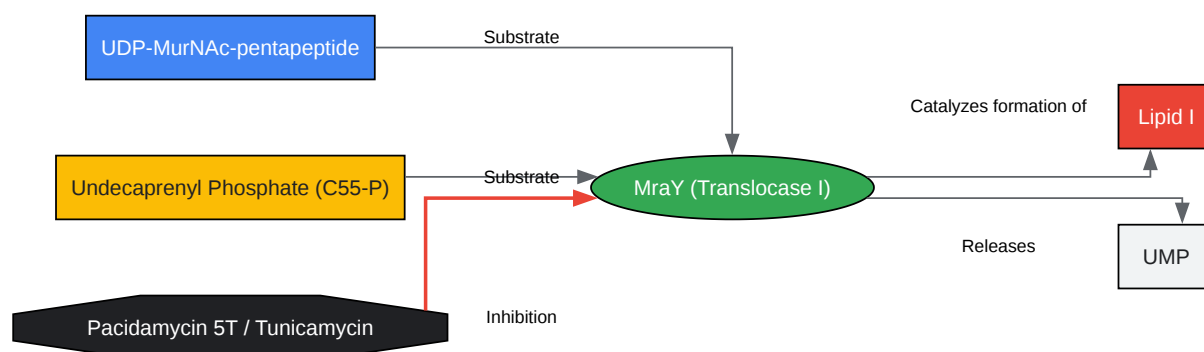 UDP-MurNAc-pentapeptide
Substrate
Catalyzes formation of
Lipid I
Undecaprenyl Phosphate (C55-P)
Substrate
MraY (Translocase I)
Releases
UMP
Pacidamycin 5T / Tunicamycin
Inhibition